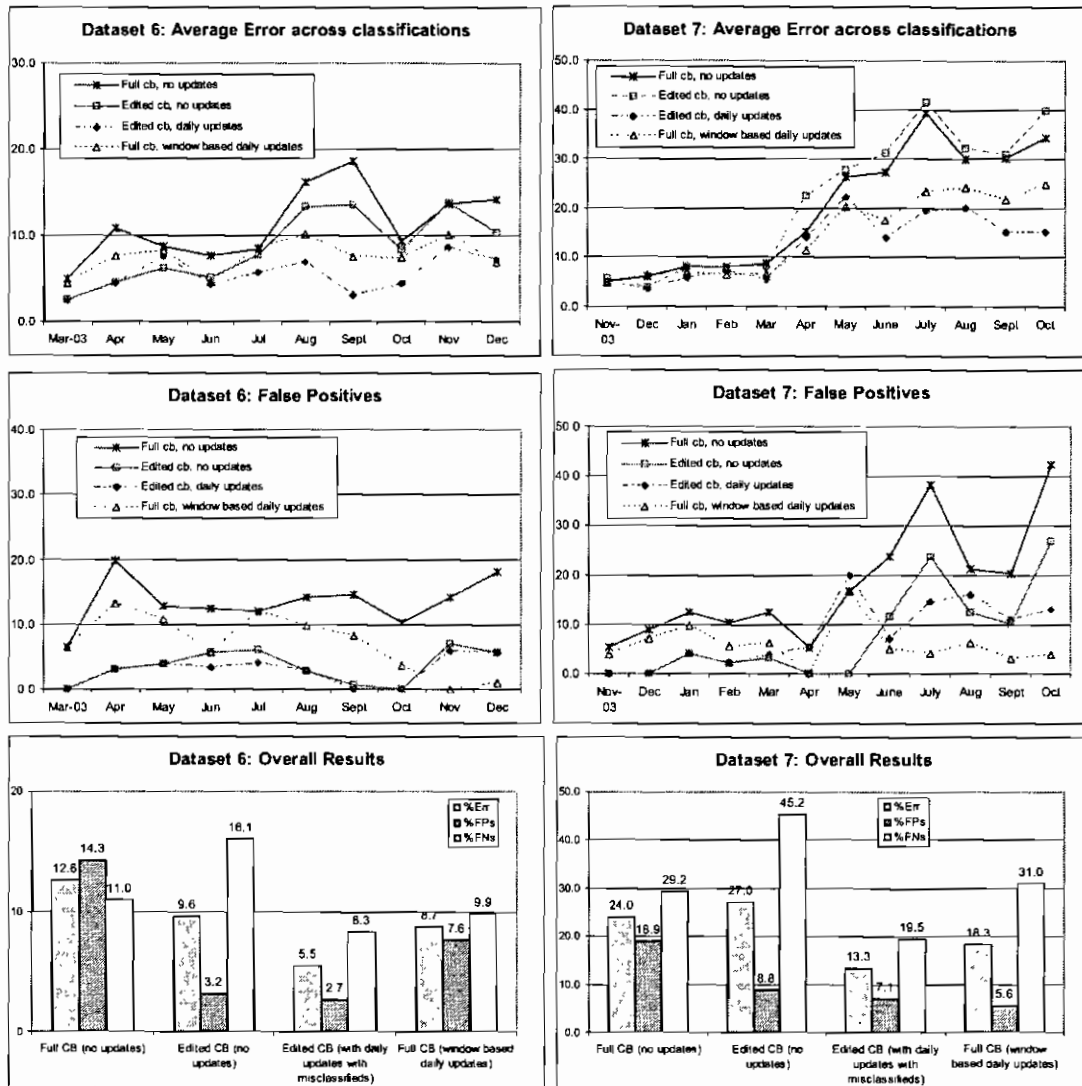 Dataset 6: Average Error across classifications
30.0
20.0
10.0
0.0
Full cb, no updates
Edited cb, no updates
Edited cb, daily updates
Full cb, window based daily updates
Mar-03 Apr May Jun Jul Aug Sept Oct Nov Dec
Dataset 7: Average Error across classifications
50.0
40.0
30.0
20.0
10.0
0.0
Full cb, no updates
Edited cb, no updates
Edited cb, daily updates
Full cb, window based daily updates
Nov-03 Dec Jan Feb Mar Apr May June July Aug Sept Oct
Dataset 6: False Positives
40.0
30.0
20.0
10.0
0.0
Full cb, no updates
Edited cb, no updates
Edited cb, daily updates
Full cb, window based daily updates
Mar-03 Apr May Jun Jul Aug Sept Oct Nov Dec
Dataset 7: False Positives
50.0
40.0
30.0
20.0
10.0
0.0
Full cb, no updates
Edited cb, no updates
Edited cb, daily updates
Full cb, window based daily updates
Nov-03 Dec Jan Feb Mar Apr May June July Aug Sept Oct
Dataset 6: Overall Results
20
10
0
%Err
%FPs
%FNs
12.6 14.3 11.0
9.6 3.2 16.1
5.5 2.7 8.3
8.7 7.6 9.9
Full CB (no updates)
Edited CB (no updates)
Edited CB (with daily updates with misclassifieds)
Full CB (window based daily updates)
Dataset 7: Overall Results
50.0
40.0
30.0
20.0
10.0
0.0
%Err
%FPs
%FNs
24.0 18.9 29.2
27.0 8.8 45.2
13.3 7.1 19.5
18.3 5.6 31.0
Full CB (no updates)
Edited CB (no updates)
Edited CB (with daily updates with misclassifieds)
Full CB (window based daily updates)